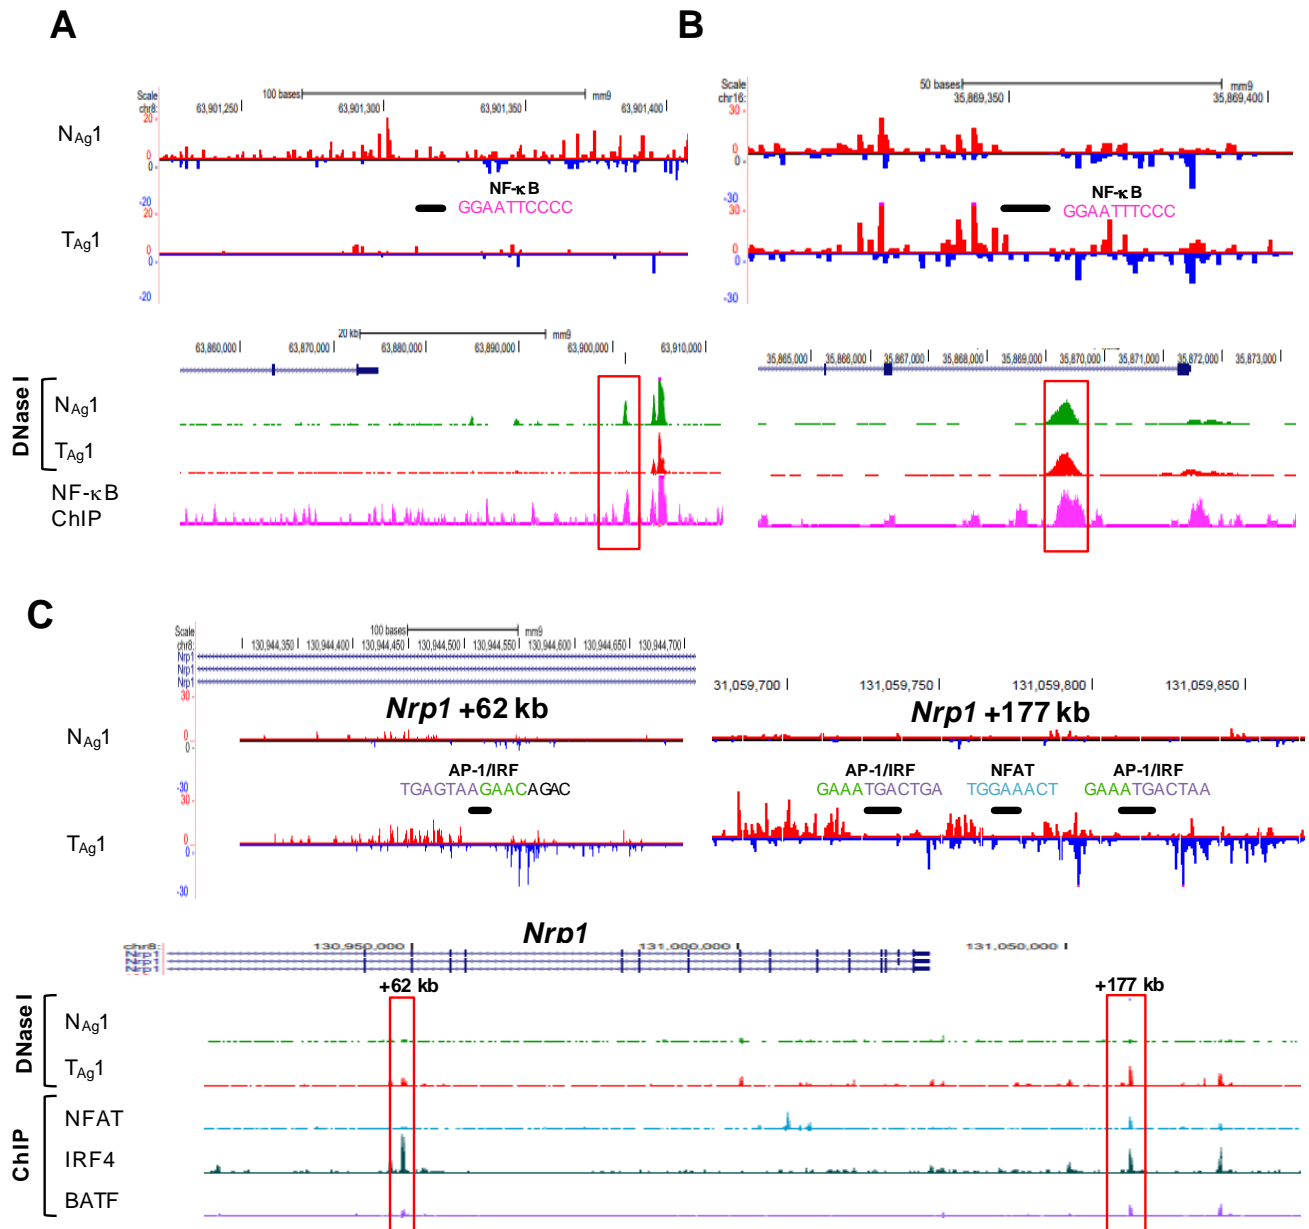 A
B
100 bases mm9
Scale
chr8: 63,901,250 63,901,300 63,901,350 63,901,400
20
NAg1
0
0
-20
NF-κB
GGAATTCCCC
20
TAg1
0
0
-20
50 bases mm9
Scale
chr16: 35,869,350 35,869,400
30
0
0
-30
NF-κB
GGAATTTCCC
30
0
0
-30
20 kb mm9
63,860,000 63,870,000 63,880,000 63,890,000 63,900,000 63,910,000
35,865,000 35,866,000 35,867,000 35,868,000 35,869,000 35,870,000 35,871,000 35,872,000 35,873,000
DNase I
NAg1
TAg1
NF-κB
ChIP
C
100 bases mm9
Scale
chr8: 130,944,350 130,944,400 130,944,450 130,944,500 130,944,550 130,944,600 130,944,650 130,944,700
Nrp1
Nrp1
Nrp1
30
31,059,700 131,059,750 131,059,800 131,059,850
Nrp1 +62 kb
Nrp1 +177 kb
NAg1
0
0
-30
AP-1/IRF
TGAGTAAGAACAGAC
AP-1/IRF NFAT AP-1/IRF
GAAATGACTGA TGGAAACT GAAATGACTAA
30
TAg1
0
0
-30
Nrp1
chr8: 130,950,000 131,000,000 131,050,000
Nrp1
Nrp1
Nrp1
+62 kb
+177 kb
DNase I
NAg1
TAg1
ChIP
NFAT
IRF4
BATF